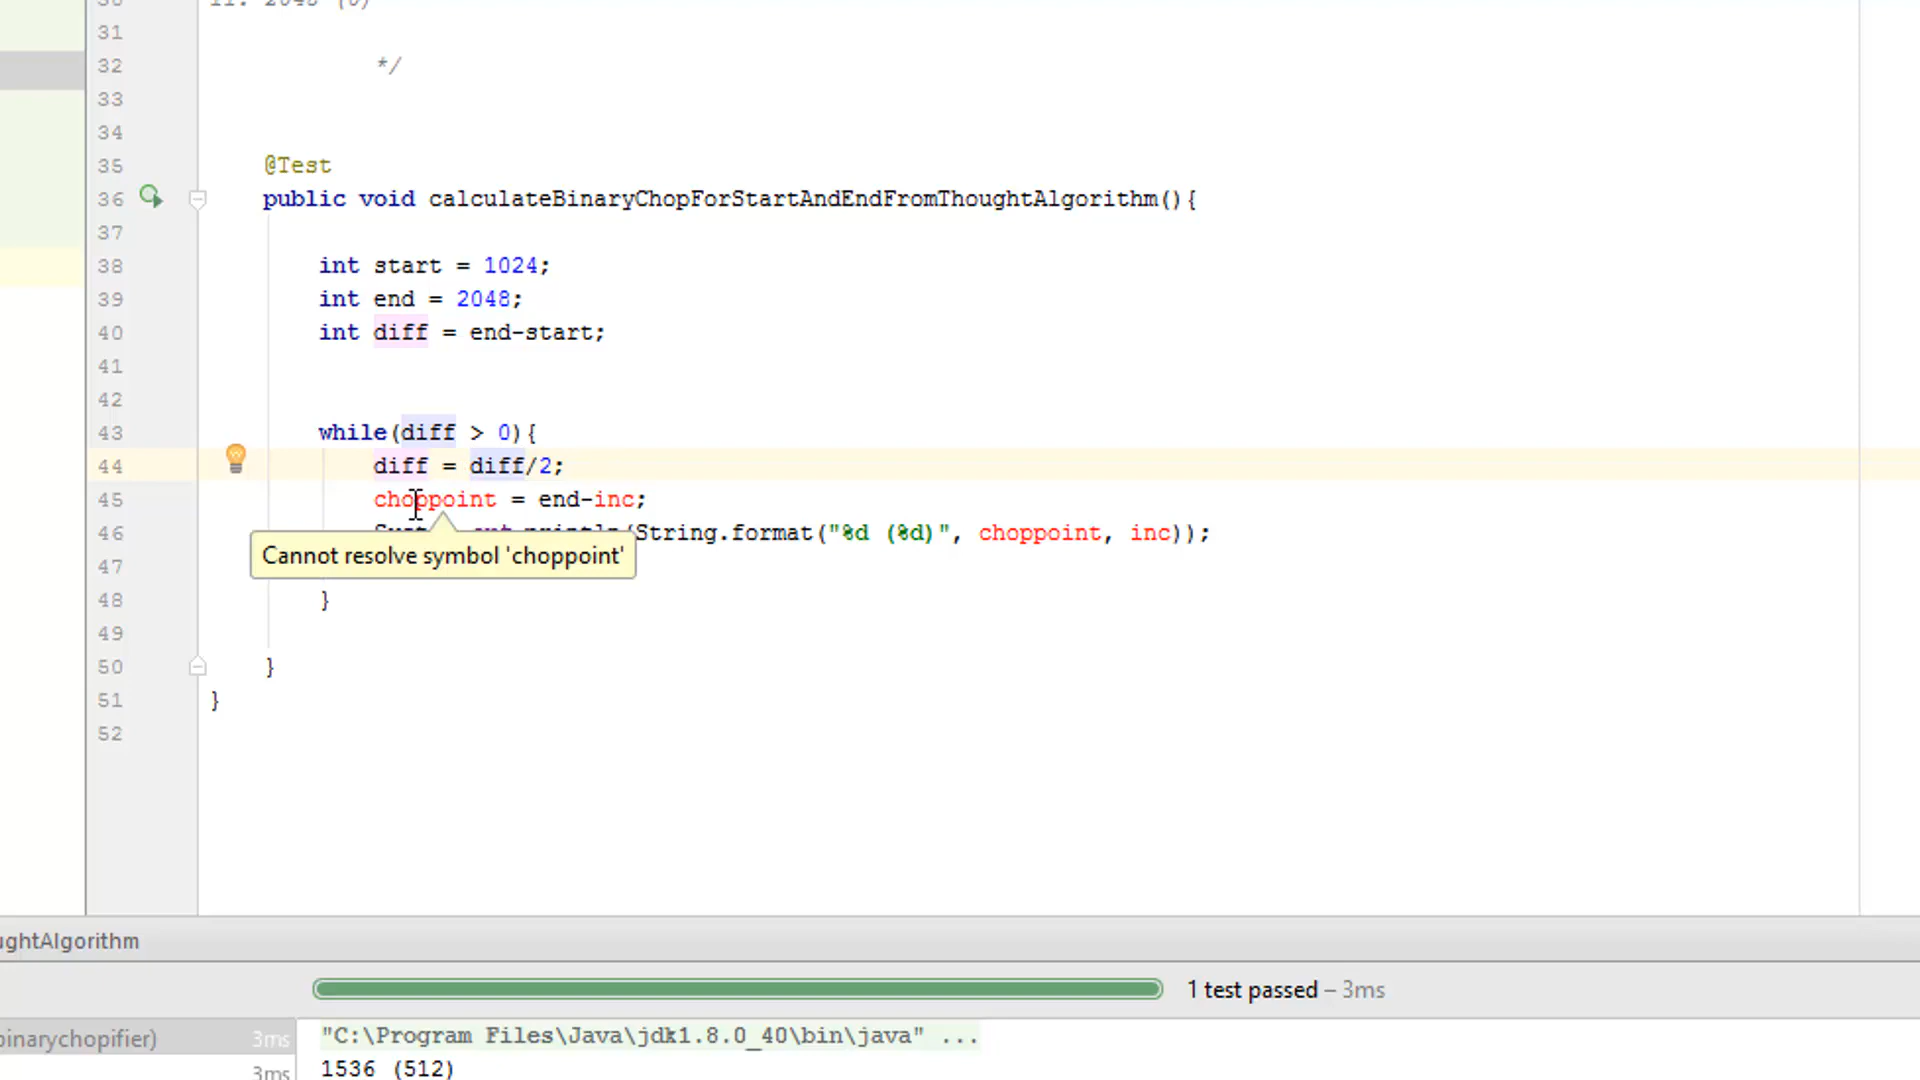 31
32 */
33
34
35 @Test
36 public void calculateBinaryChopForStartAndEndFromThoughtAlgorithm(){
37
38 int start = 1024;
39 int end = 2048;
40 int diff = end-start;
41
42
43 while(diff > 0){
44 diff = diff/2;
45 choppoint = end-inc;
46 String.format("%d (%d)", choppoint, inc));
Cannot resolve symbol 'choppoint'
47
48 }
49
50 }
51 }
52
ughtAlgorithm
1 test passed – 3ms
binarychopifier) 3ms
"C:\Program Files\Java\jdk1.8.0_40\bin\java" ...
3ms
1536 (512)